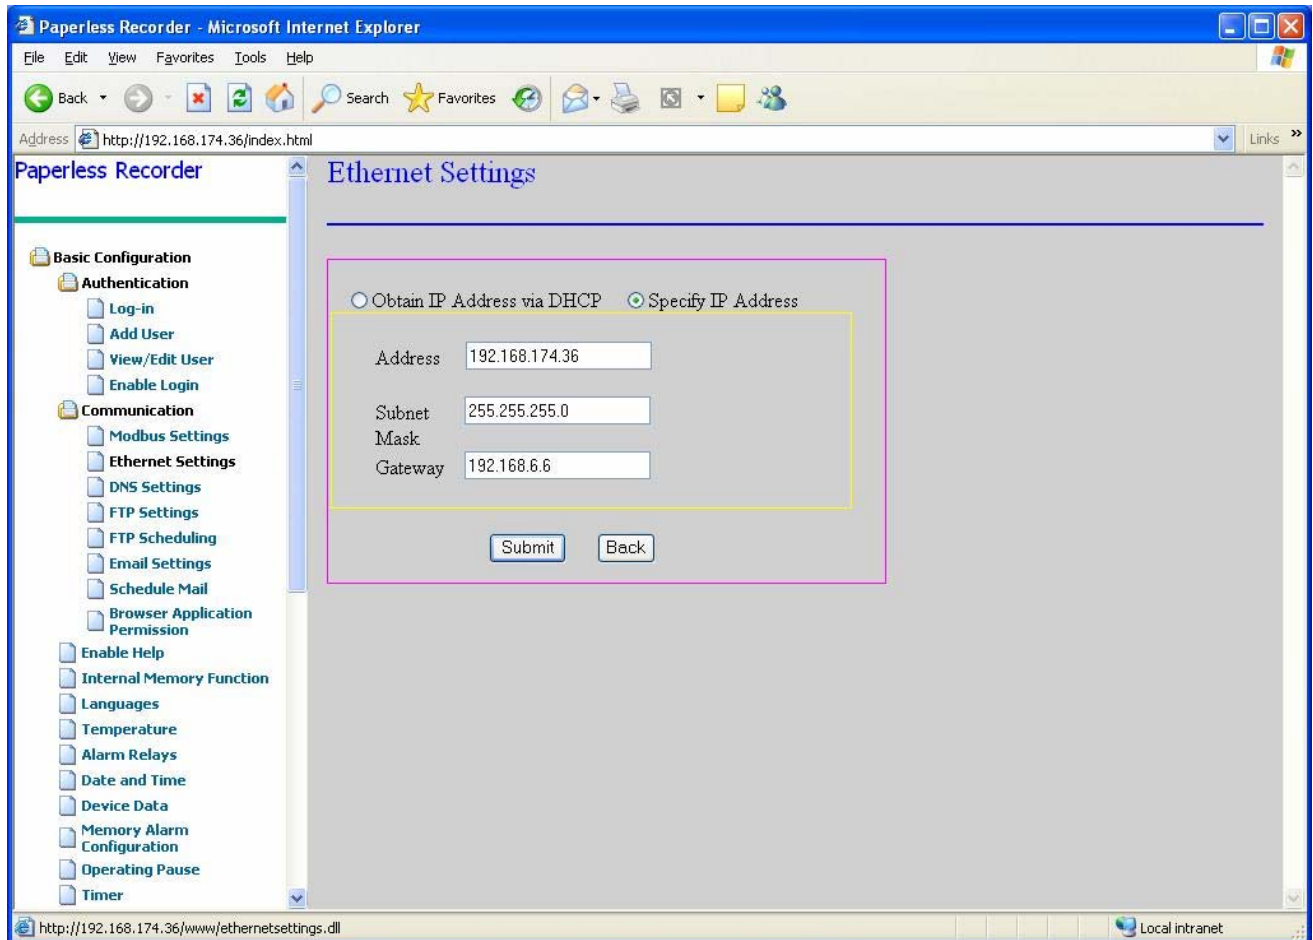 Paperless Recorder - Microsoft Internet Explorer
File Edit View Favorites Tools Help
Back Search Favorites
Address http://192.168.174.36/index.html Links »
Paperless Recorder
Basic Configuration
Authentication
Log-in
Add User
View/Edit User
Enable Login
Communication
Modbus Settings
Ethernet Settings
DNS Settings
FTP Settings
FTP Scheduling
Email Settings
Schedule Mail
Browser Application
Permission
Enable Help
Internal Memory Function
Languages
Temperature
Alarm Relays
Date and Time
Device Data
Memory Alarm
Configuration
Operating Pause
Timer
Ethernet Settings
Obtain IP Address via DHCP Specify IP Address
Address 192.168.174.36
Subnet 255.255.255.0
Mask
Gateway 192.168.6.6
Submit Back
http://192.168.174.36/www/ethernetsettings.dll Local intranet